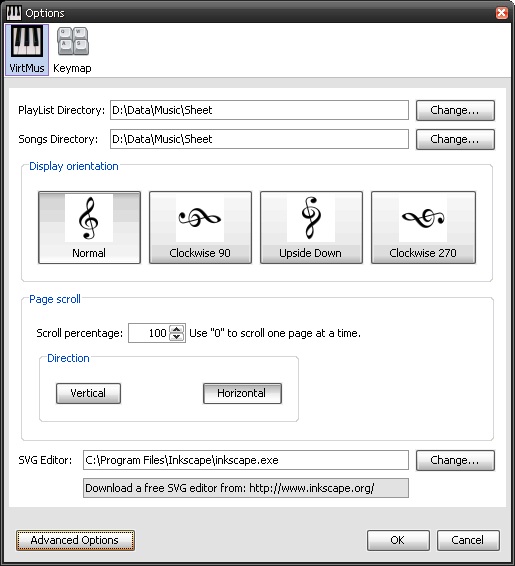 Options
VirtMus Keymap
PlayList Directory: D:\Data\Music\Sheet Change...
Songs Directory: D:\Data\Music\Sheet Change...
Display orientation
Normal Clockwise 90 Upside Down Clockwise 270
Page scroll
Scroll percentage: 100 Use "0" to scroll one page at a time.
Direction
Vertical Horizontal
SVG Editor: C:\Program Files\Inkscape\inkscape.exe Change...
Download a free SVG editor from: http://www.inkscape.org/
Advanced Options OK Cancel